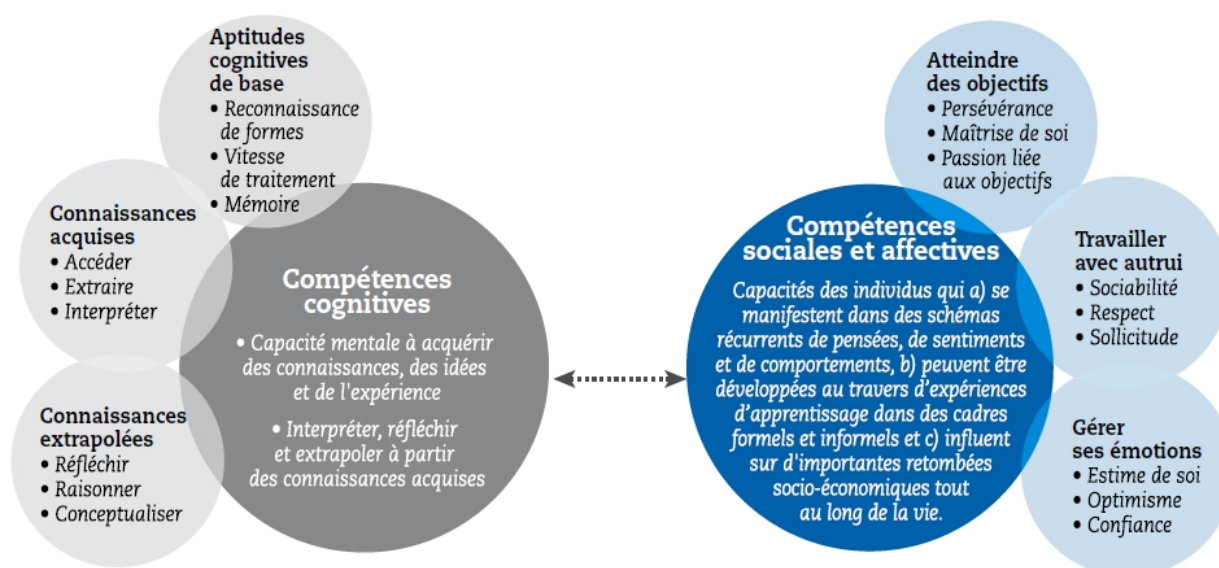 Aptitudes
cognitives
de base
• Reconnaissance
de formes
• Vitesse
de traitement
• Mémoire
Connaissances
acquises
• Accéder
• Extraire
• Interpréter
Connaissances
extrapolées
• Réfléchir
• Raisonner
• Conceptualiser
Compétences
cognitives
• Capacité mentale à acquérir
des connaissances, des idées
et de l'expérience
• Interpréter, réfléchir
et extrapoler à partir
des connaissances acquises
Compétences
sociales et affectives
Capacités des individus qui a) se
manifestent dans des schémas
récurrents de pensées, de sentiments
et de comportements, b) peuvent être
développées au travers d'expériences
d'apprentissage dans des cadres
formels et informels et c) influent
sur d'importantes retombées
socio-économiques tout
au long de la vie.
Atteindre
des objectifs
• Persévérance
• Maîtrise de soi
• Passion liée
aux objectifs
Travailler
avec autrui
• Sociabilité
• Respect
• Sollicitude
Gérer
ses émotions
• Estime de soi
• Optimisme
• Confiance